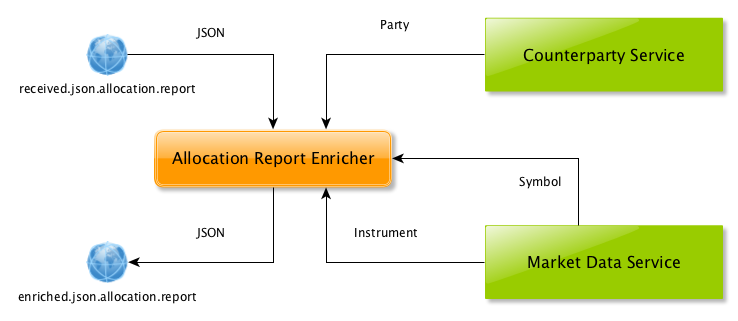 JSON
Party
Counterparty Service
received.json.allocation.report
Allocation Report Enricher
Symbol
JSON
Instrument
Market Data Service
enriched.json.allocation.report